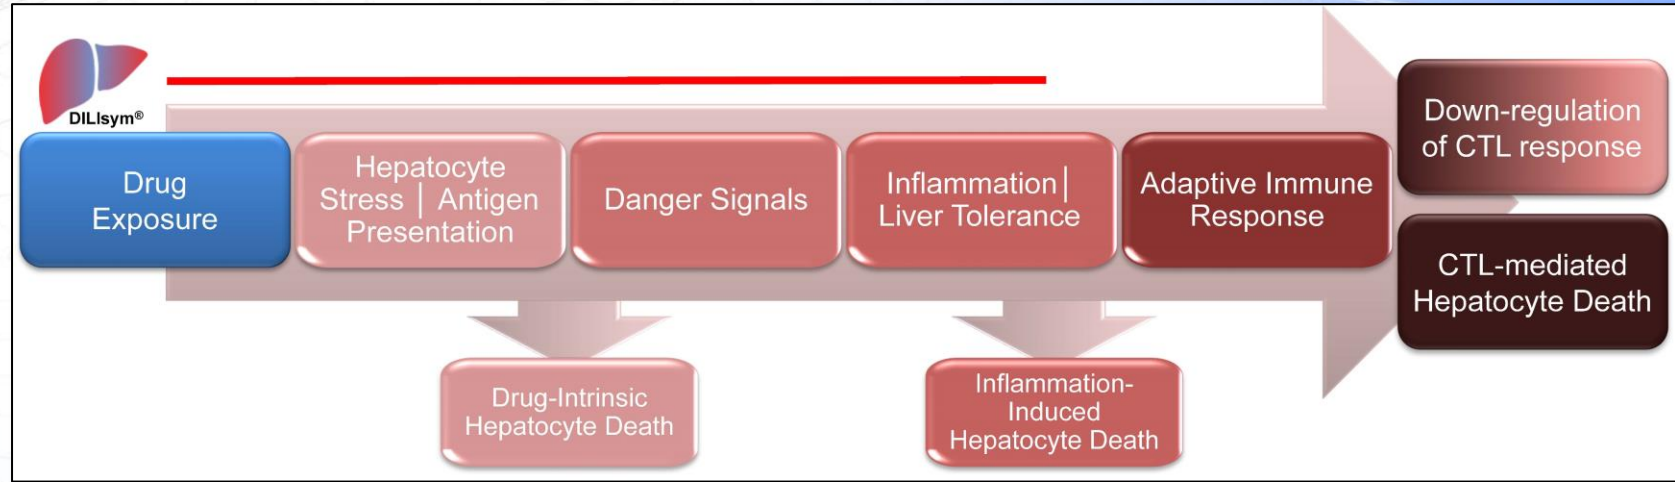 DILIsym®
Drug
Exposure
Hepatocyte
Stress | Antigen
Presentation
Danger Signals
Inflammation|
Liver Tolerance
Adaptive Immune
Response
Down-regulation
of CTL response
CTL-mediated
Hepatocyte Death
Drug-Intrinsic
Hepatocyte Death
Inflammation-
Induced
Hepatocyte Death